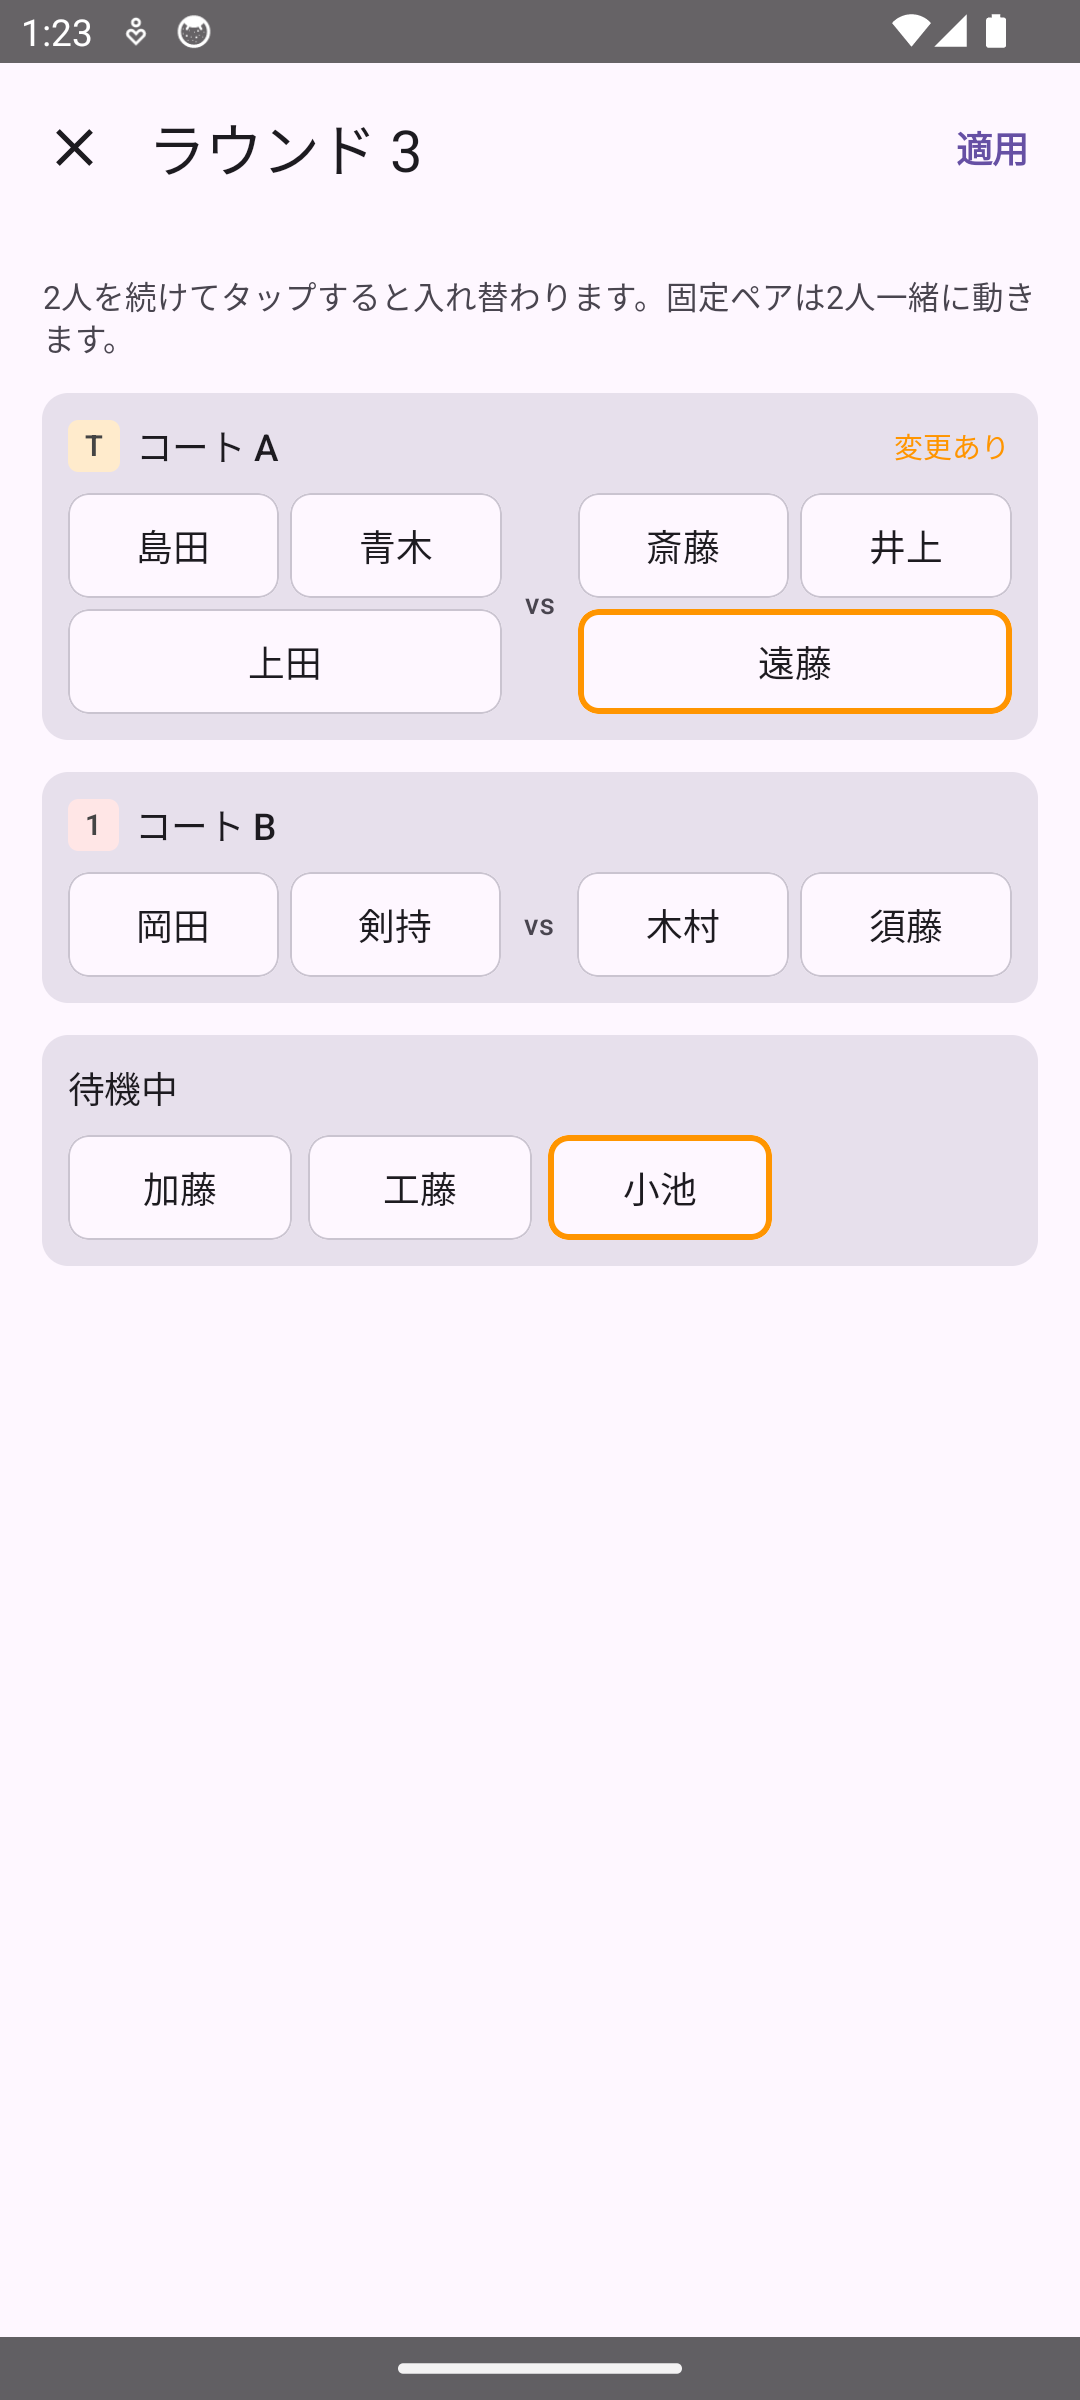 1:23
ラウンド 3
適用
2人を続けてタップすると入れ替わります。固定ペアは2人一緒に動き
ます。
T コート A 変更あり
島田 青木 斎藤 井上
vs
上田 遠藤
1 コート B
岡田 剣持 vs 木村 須藤
待機中
加藤 工藤 小池